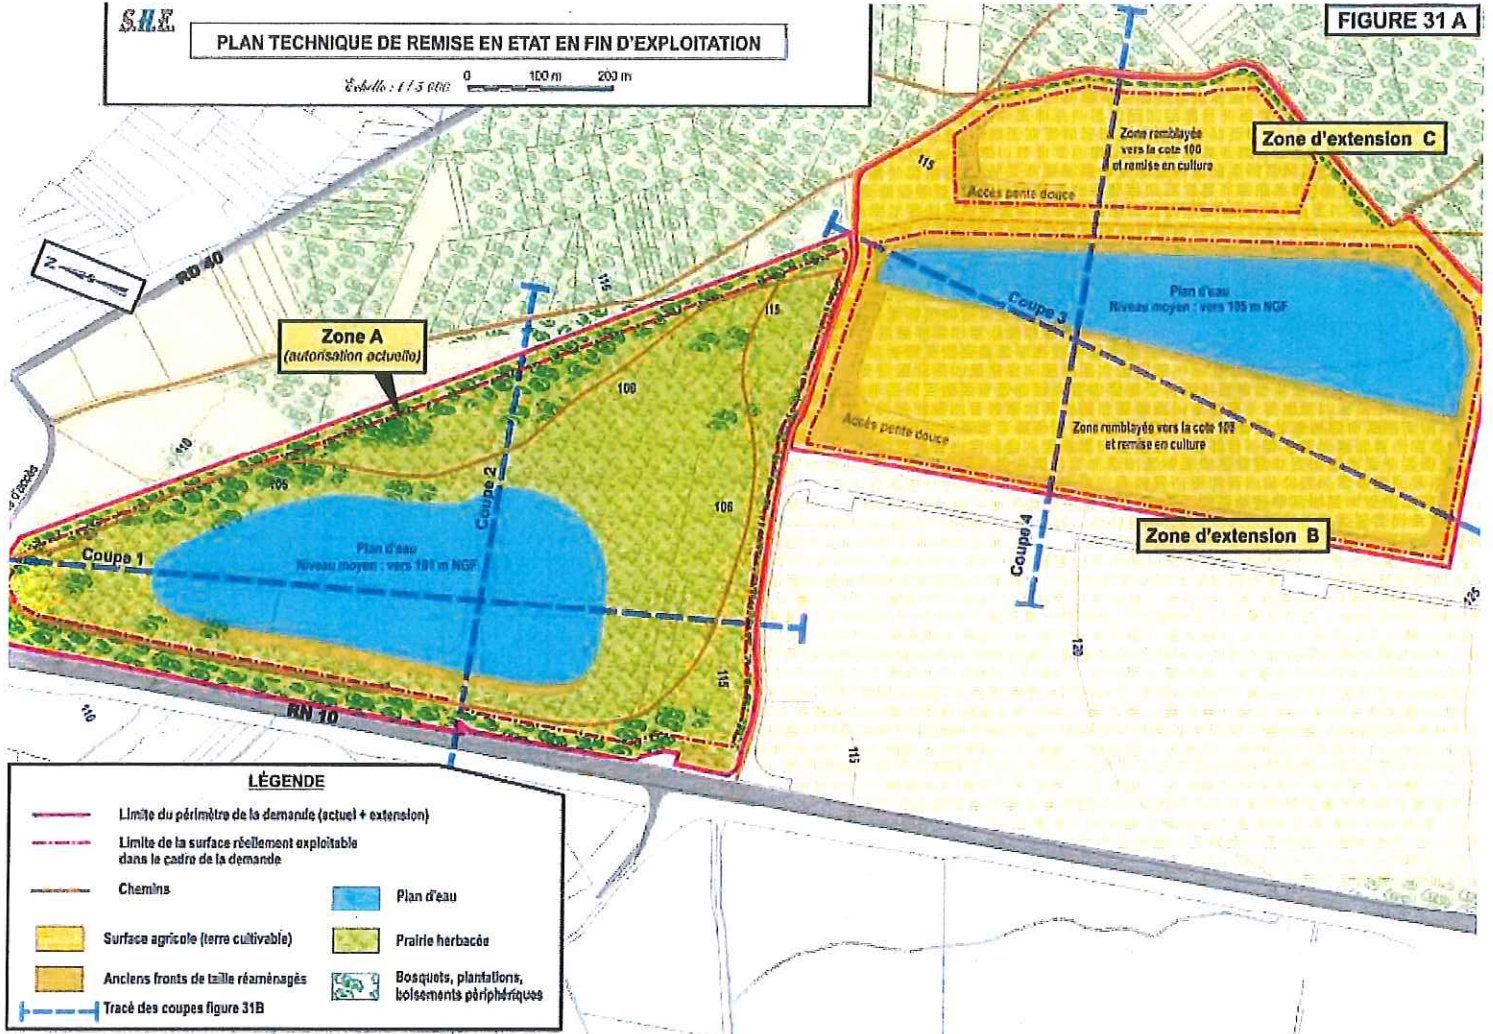 S.H.E.
PLAN TECHNIQUE DE REMISE EN ETAT EN FIN D'EXPLOITATION
Echelle : 1 / 5 000
0 100 m 200 m
FIGURE 31 A
Zone remblayée
vers la cote 100
et remise en culture
Zone d'extension C
115
Accès pente douce
N
RD 40
115
Zone A
(autorisation actuelle)
115
Plan d'eau
Niveau moyen : vers 105 m NGF
Coupe 3
Accès pente douce
Zone remblayée vers la cote
et remise en culture
110
d'accès
Coupe 2
Coupe 4
Zone d'extension B
Coupe 1
Plan d'eau
Niveau moyen : vers 101 m NGF
125
120
115
115
110
RN 10
LÉGENDE
Limite du périmètre de la demande (actuel + extension)
Limite de la surface réellement exploitable
dans le cadre de la demande
Chemins
Plan d'eau
Surface agricole (terre cultivable)
Prairie herbacée
Anciens fronts de taille réaménagés
Bosquets, plantations,
boisements périphériques
Tracé des coupes figure 31B